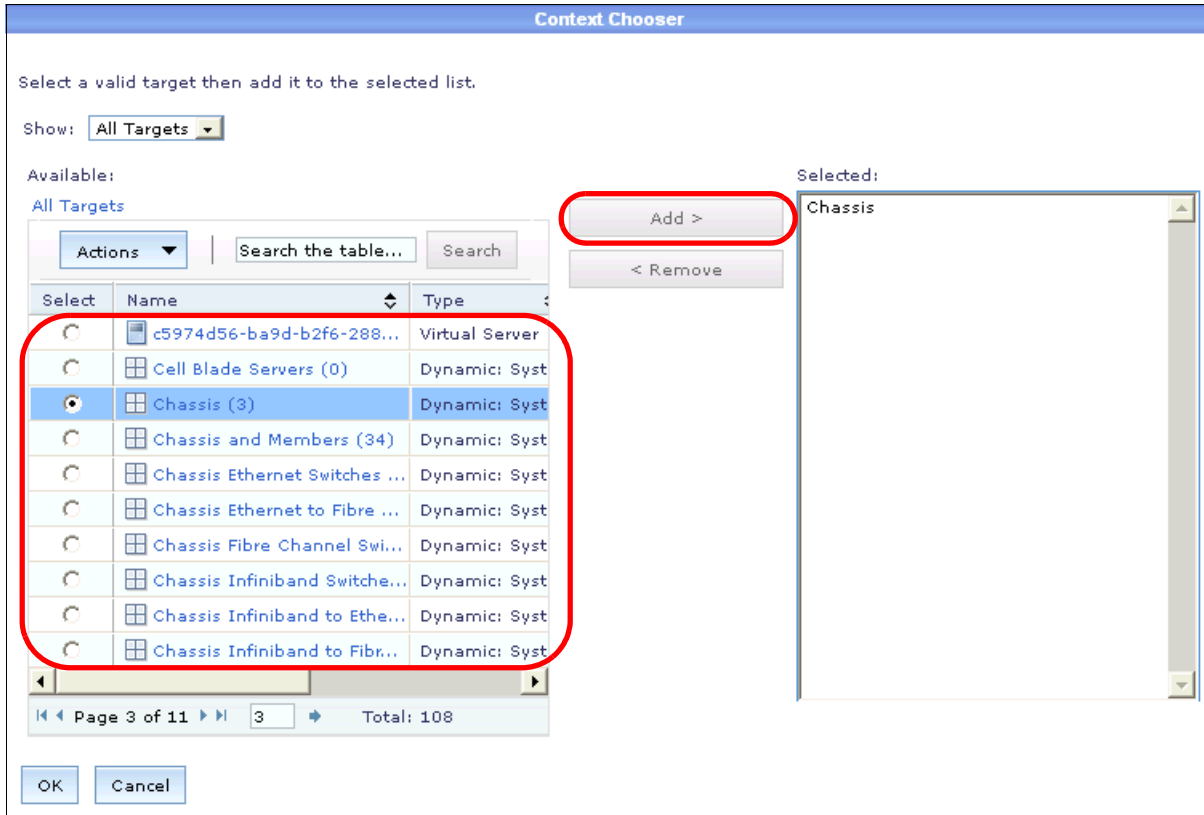 Context Chooser
Select a valid target then add it to the selected list.
Show: All Targets
Available:
All Targets
Actions | Search the table... Search
Select Name Type
c5974d56-ba9d-b2f6-288... Virtual Server
Cell Blade Servers (0) Dynamic: Syst
Chassis (3) Dynamic: Syst
Chassis and Members (34) Dynamic: Syst
Chassis Ethernet Switches ... Dynamic: Syst
Chassis Ethernet to Fibre ... Dynamic: Syst
Chassis Fibre Channel Swi... Dynamic: Syst
Chassis Infiniband Switche... Dynamic: Syst
Chassis Infiniband to Ethe... Dynamic: Syst
Chassis Infiniband to Fibr... Dynamic: Syst
Page 3 of 11 3 Total: 108
Add >
< Remove
Selected:
Chassis
OK Cancel